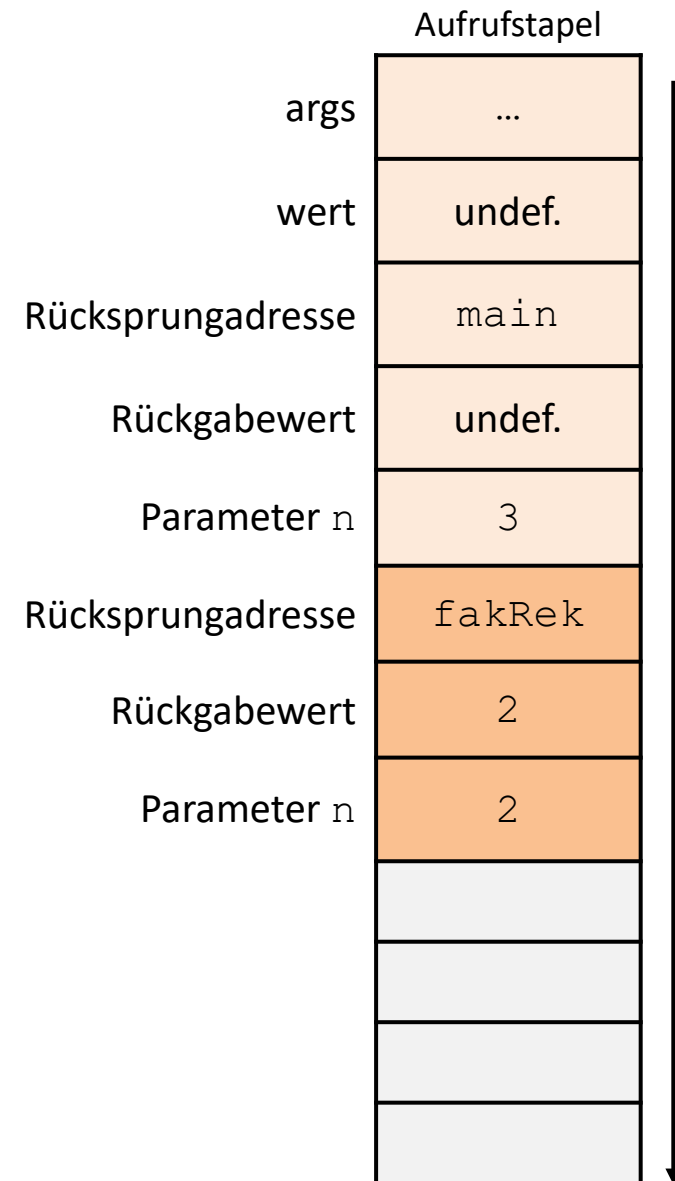 Aufrufstapel
args …
wert undef.
Rücksprungadresse main
Rückgabewert undef.
Parameter n 3
Rücksprungadresse fakRek
Rückgabewert 2
Parameter n 2